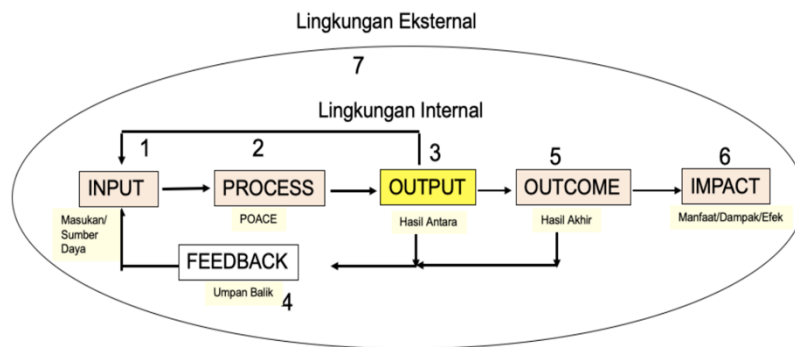 Lingkungan Eksternal
7
Lingkungan Internal
1
2
3
5
6
INPUT
PROCESS
OUTPUT
OUTCOME
IMPACT
Masukan/
Sumber
Daya
POACE
Hasil Antara
Hasil Akhir
Manfaat/Dampak/Efek
FEEDBACK
Umpan Balik
4